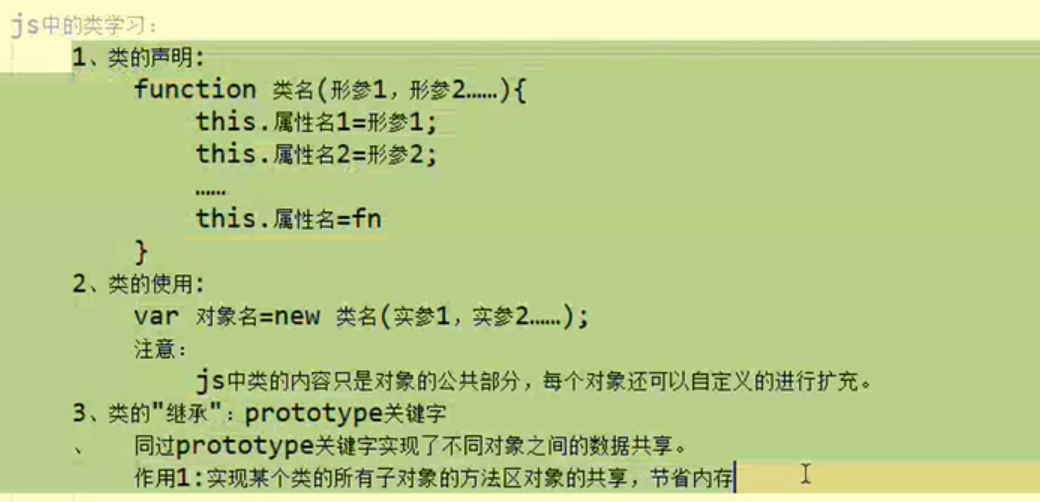 js中的类学习:
1、类的声明:
function 类名(形参1，形参2……){
this.属性名1=形参1;
this.属性名2=形参2;
……
this.属性名=fn
}
2、类的使用:
var 对象名=new 类名(实参1，实参2……);
注意:
js中类的内容只是对象的公共部分，每个对象还可以自定义的进行扩充。
3、类的"继承": prototype关键字
、 同过prototype关键字实现了不同对象之间的数据共享。
作用1:实现某个类的所有子对象的方法区对象的共享，节省内存